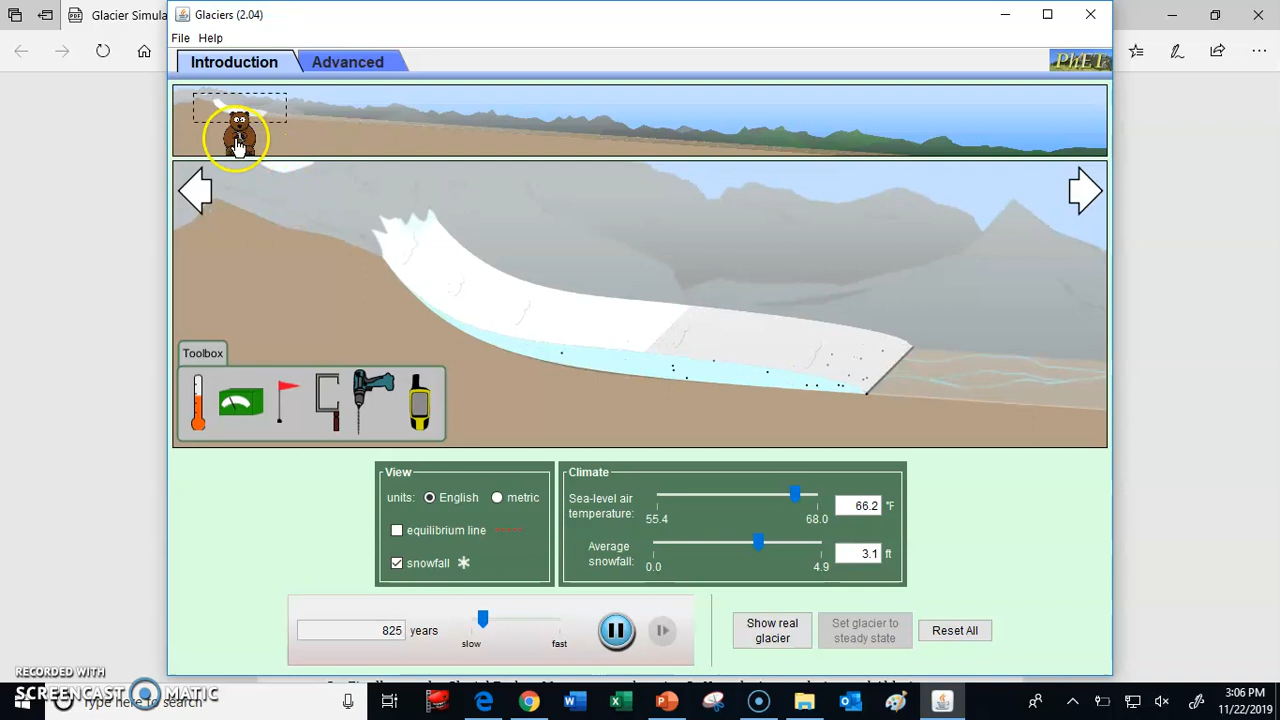 Glacier Simula
Glaciers (2.04)
File Help
Introduction Advanced
PhET
Toolbox
View
units: English metric
equilibrium line
snowfall
Climate
Sea-level air temperature:
55.4 68.0
66.2 °F
Average snowfall:
0.0 4.9
3.1 ft
825 years
slow fast
Show real glacier
Set glacier to steady state
Reset All
RECORDED WITH
SCREENCAST MATIC
Type here to search
3:06 PM
11/22/2019